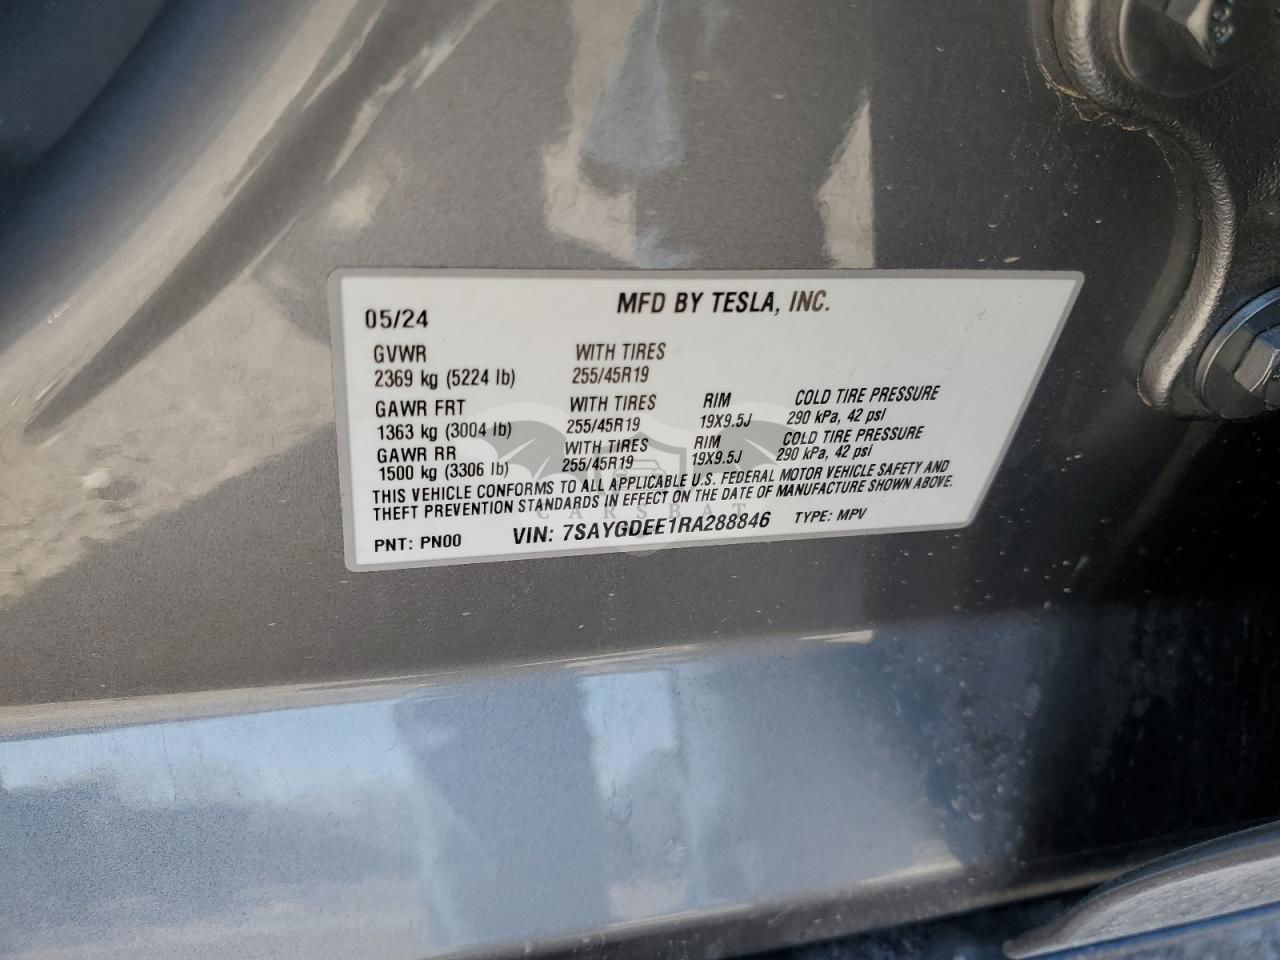 05/24 MFD BY TESLA, INC.
GVWR WITH TIRES
2369 kg (5224 lb) 255/45R19
GAWR FRT WITH TIRES RIM COLD TIRE PRESSURE
1363 kg (3004 lb) 255/45R19 19X9.5J 290 kPa, 42 psi
GAWR RR WITH TIRES RIM COLD TIRE PRESSURE
1500 kg (3306 lb) 255/45R19 19X9.5J 290 kPa, 42 psi
THIS VEHICLE CONFORMS TO ALL APPLICABLE U.S. FEDERAL MOTOR VEHICLE SAFETY AND
THEFT PREVENTION STANDARDS IN EFFECT ON THE DATE OF MANUFACTURE SHOWN ABOVE.
CARSBAT
PNT: PN00 VIN: 7SAYGDEE1RA288846 TYPE: MPV